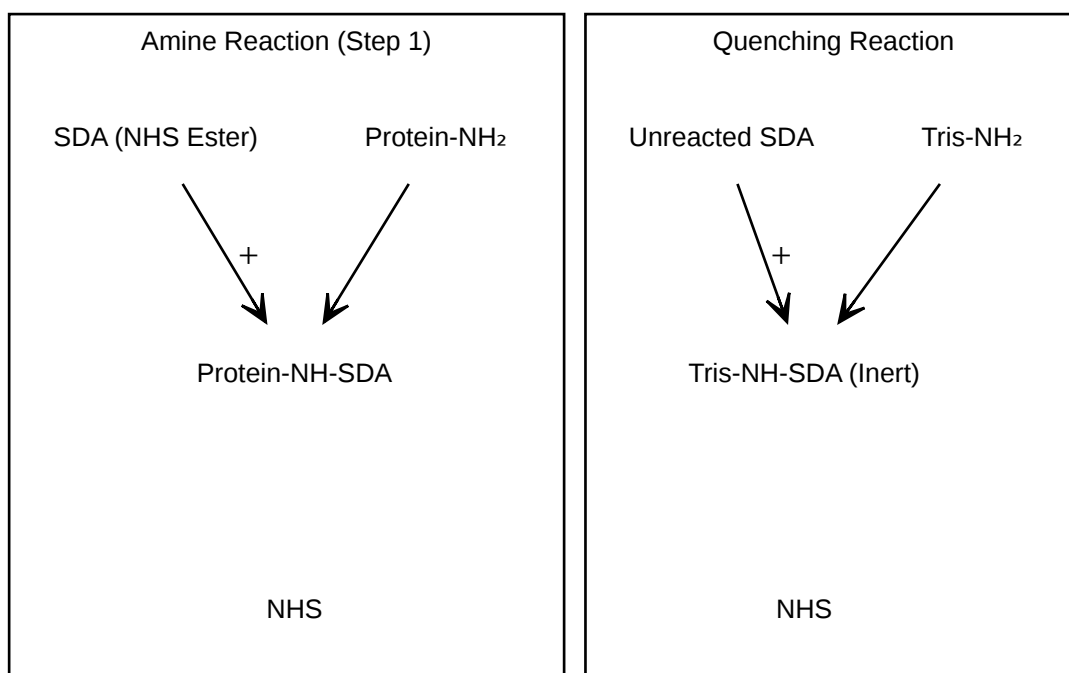 Amine Reaction (Step 1)
SDA (NHS Ester)
Protein-NH₂
+
Protein-NH-SDA
NHS
Quenching Reaction
Unreacted SDA
Tris-NH₂
+
Tris-NH-SDA (Inert)
NHS